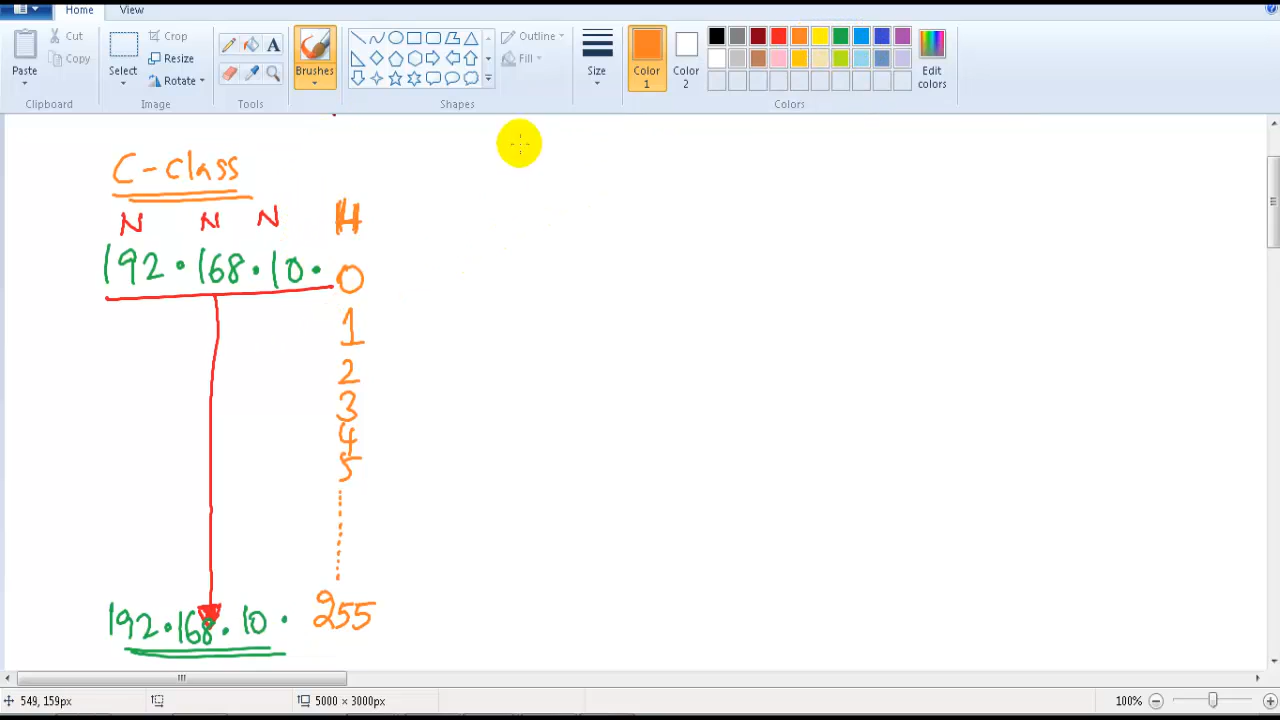 Home View
Cut
Copy
Paste
Clipboard
Select
Crop
Resize
Rotate
Image
Tools
Brushes
Shapes
Outline
Fill
Size
Color 1
Color 2
Edit colors
Colors
C-class
N N N H
192.168.10.0
1
2
3
4
5
192.168.10.255
549, 159px
5000 × 3000px
100%